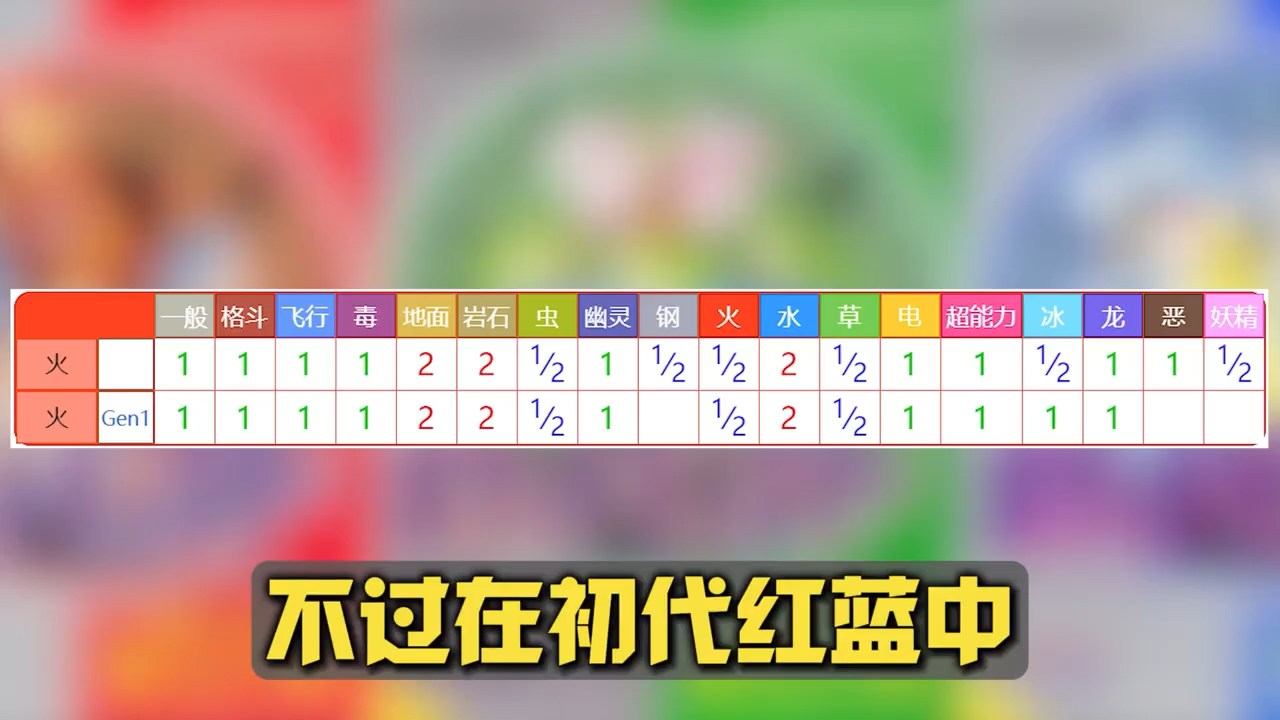 一般 格斗 飞行 毒 地面 岩石 虫 幽灵 钢 火 水 草 电 超能力 冰 龙 恶 妖精
火 1 1 1 1 2 2 1/2 1 1/2 1/2 2 1/2 1 1 1/2 1 1 1/2
火 Gen1 1 1 1 1 2 2 1/2 1 1/2 2 1/2 1 1 1 1
不过在初代红蓝中